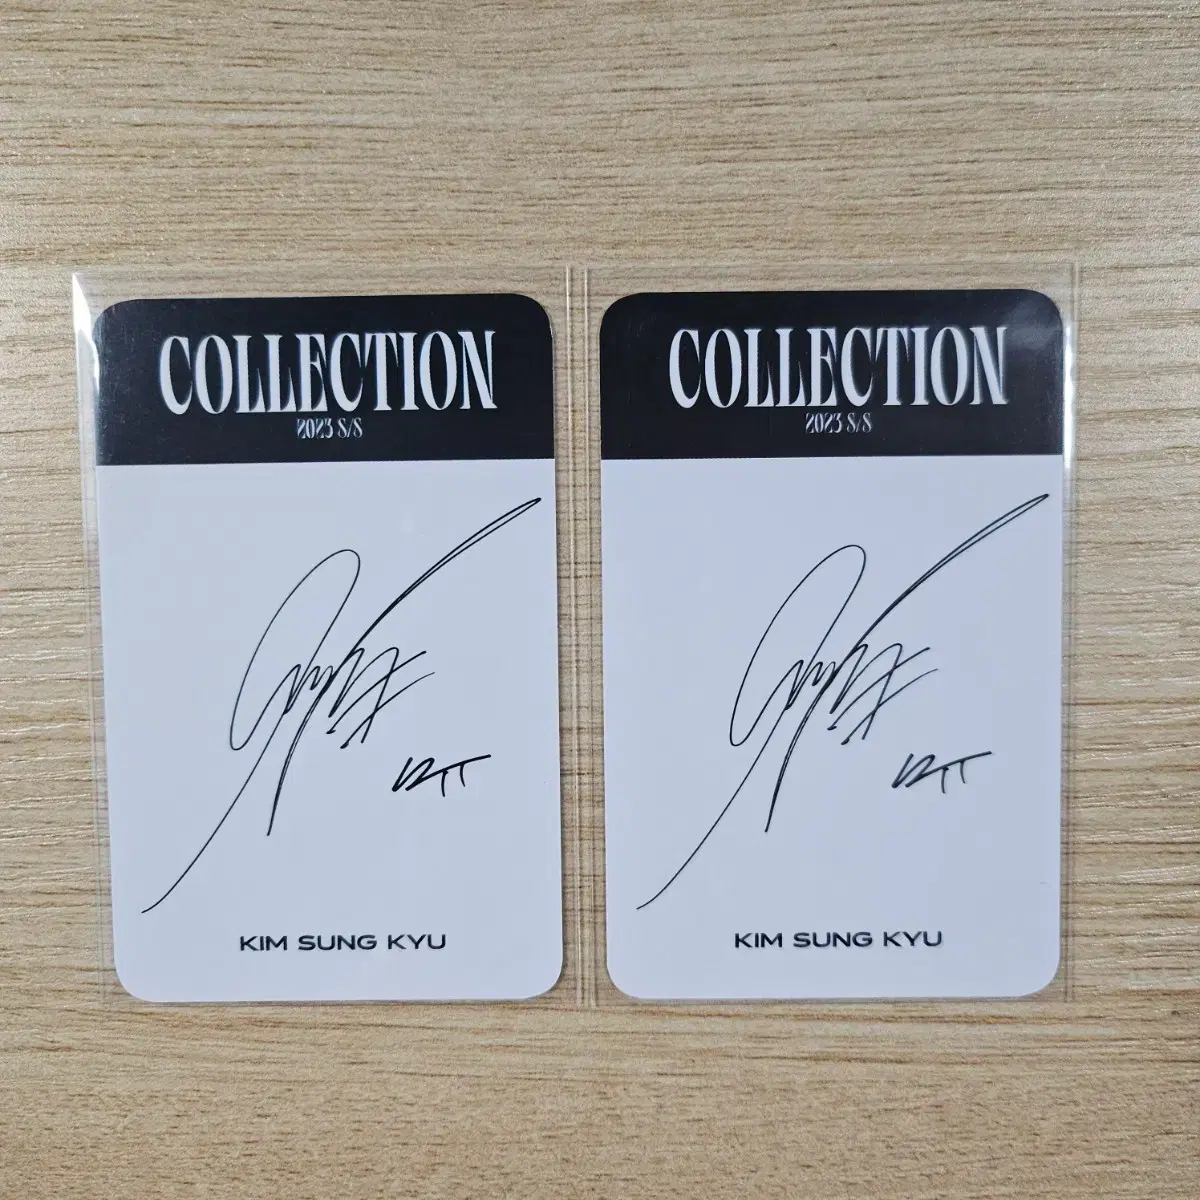 COLLECTION
2023 S/S
KIM SUNG KYU
COLLECTION
2023 S/S
KIM SUNG KYU